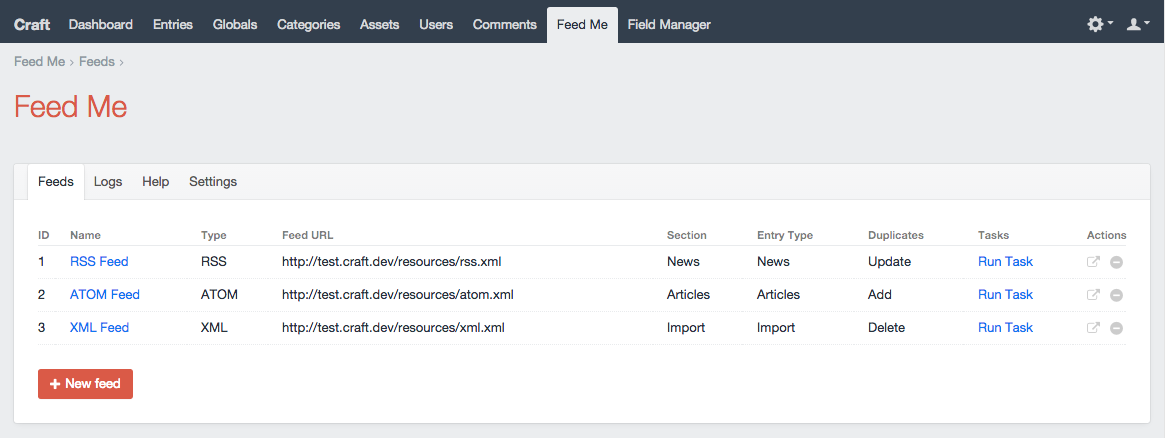 Craft Dashboard Entries Globals Categories Assets Users Comments Feed Me Field Manager
Feed Me › Feeds ›
Feed Me
Feeds Logs Help Settings
ID Name Type Feed URL Section Entry Type Duplicates Tasks Actions
1 RSS Feed RSS http://test.craft.dev/resources/rss.xml News News Update Run Task
2 ATOM Feed ATOM http://test.craft.dev/resources/atom.xml Articles Articles Add Run Task
3 XML Feed XML http://test.craft.dev/resources/xml.xml Import Import Delete Run Task
+ New feed